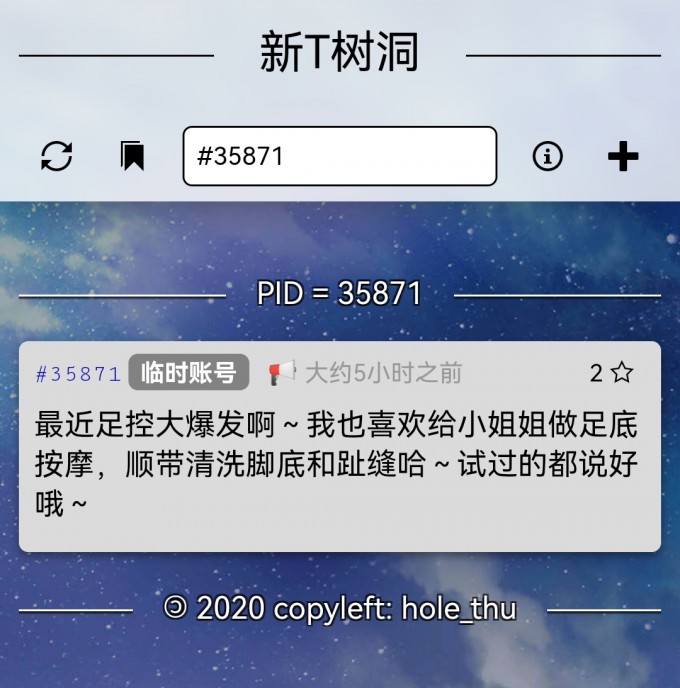 新T树洞
#35871
PID = 35871
#35871 临时账号 大约5小时之前 2
最近足控大爆发啊~我也喜欢给小姐姐做足底
按摩，顺带清洗脚底和趾缝哈~试过的都说好
哦~
🄯 2020 copyleft: hole_thu